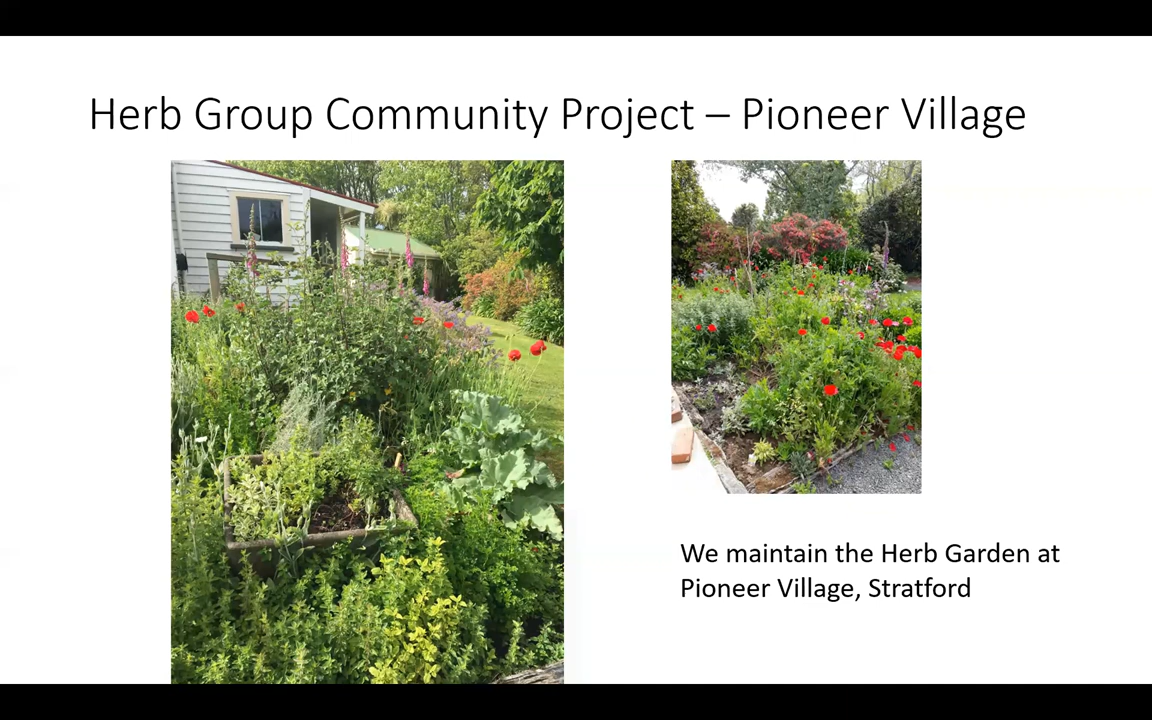 Herb Group Community Project – Pioneer Village
We maintain the Herb Garden at
Pioneer Village, Stratford